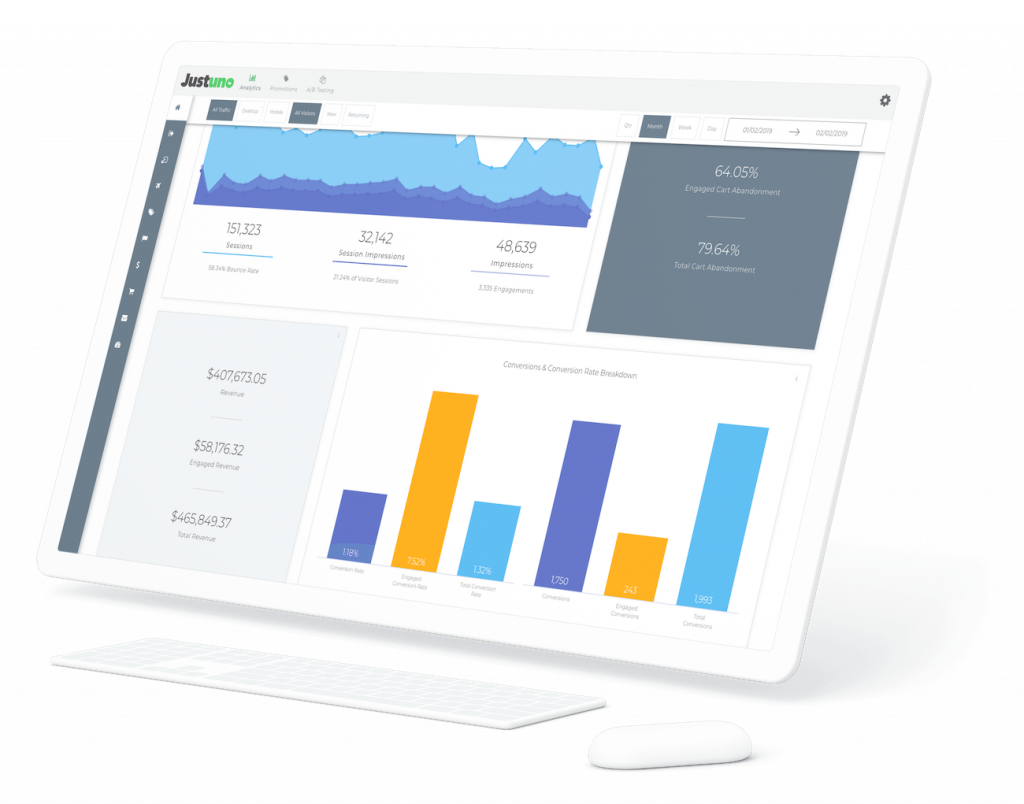 Justuno
Analytics
Promotions
A/B Testing
All Traffic
Desktop
Mobile
All Visitors
New
Returning
Qtr
Month
Week
Day
01/02/2019
02/02/2019
64.05%
Engaged Cart Abandonment
79.64%
Total Cart Abandonment
151,323
Sessions
58.34% Bounce Rate
32,142
Session Impressions
21.24% of Visitor Sessions
48,639
Impressions
3,335 Engagements
$407,673.05
Revenue
$58,176.32
Engaged Revenue
$465,849.37
Total Revenue
Conversions & Conversion Rate Breakdown
1.18%
Conversion Rate
7.52%
Engaged
Conversion Rate
1.32%
Total Conversion
Rate
1,750
Conversions
243
Engaged
Conversions
1,993
Total
Conversions